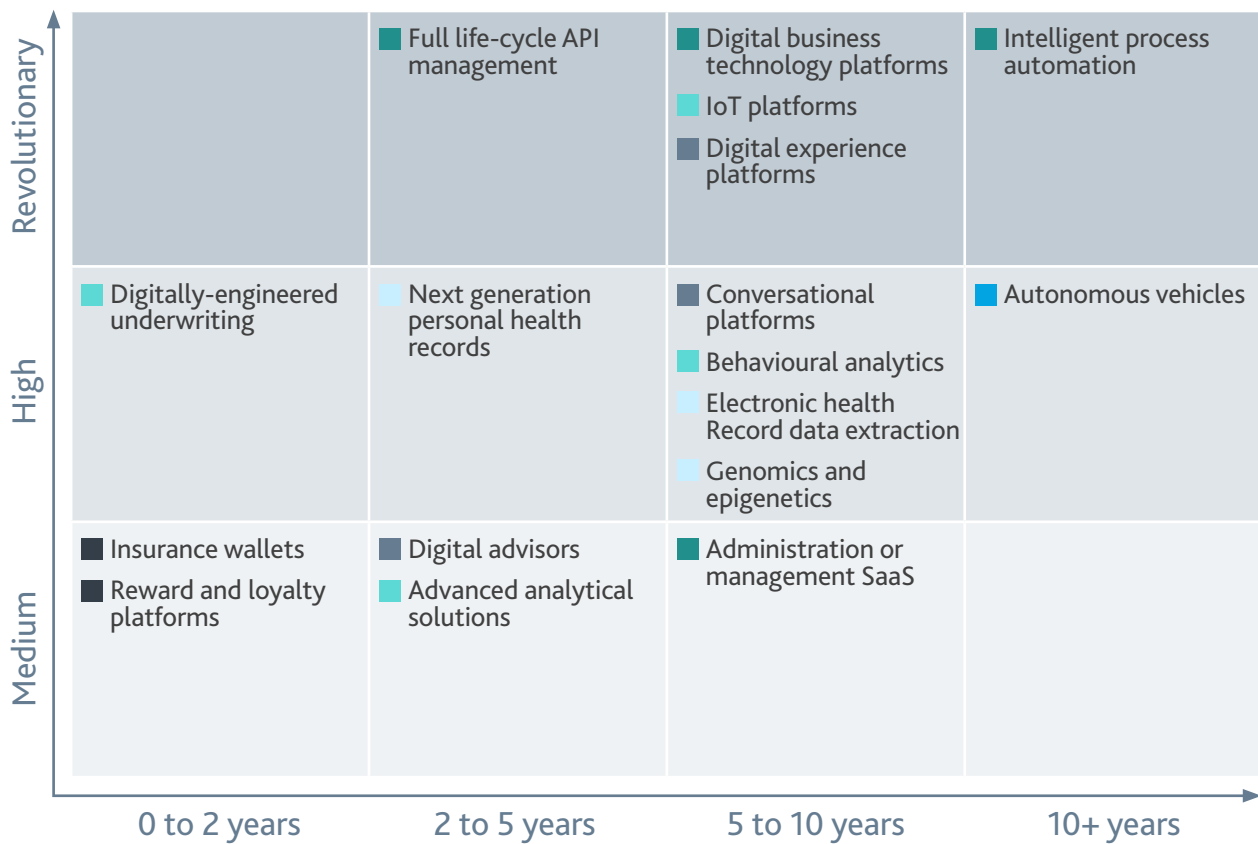 Revolutionary
Full life-cycle API
management
Digital business
technology platforms
IoT platforms
Digital experience
platforms
Intelligent process
automation
High
Digitally-engineered
underwriting
Next generation
personal health
records
Conversational
platforms
Behavioural analytics
Electronic health
Record data extraction
Genomics and
epigenetics
Autonomous vehicles
Medium
Insurance wallets
Reward and loyalty
platforms
Digital advisors
Advanced analytical
solutions
Administration or
management SaaS
0 to 2 years
2 to 5 years
5 to 10 years
10+ years